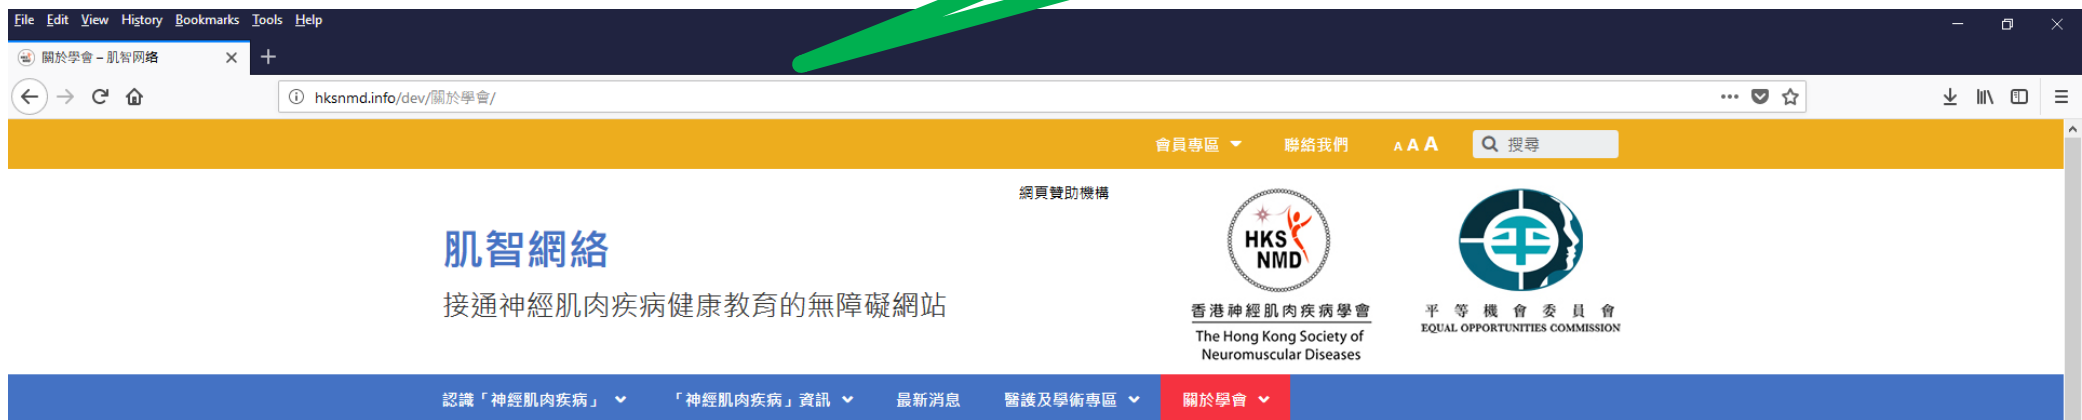 File Edit View History Bookmarks Tools Help
關於學會 – 肌智网络
hksnmd.info/dev/關於學會/
會員專區 聯絡我們 A A A 搜尋
網頁贊助機構
肌智網絡
接通神經肌肉疾病健康教育的無障礙網站
HKS
NMD
香港神經肌肉疾病學會
The Hong Kong Society of
Neuromuscular Diseases
平等機會委員會
EQUAL OPPORTUNITIES COMMISSION
認識「神經肌肉疾病」 「神經肌肉疾病」資訊 最新消息 醫護及學術專區 關於學會